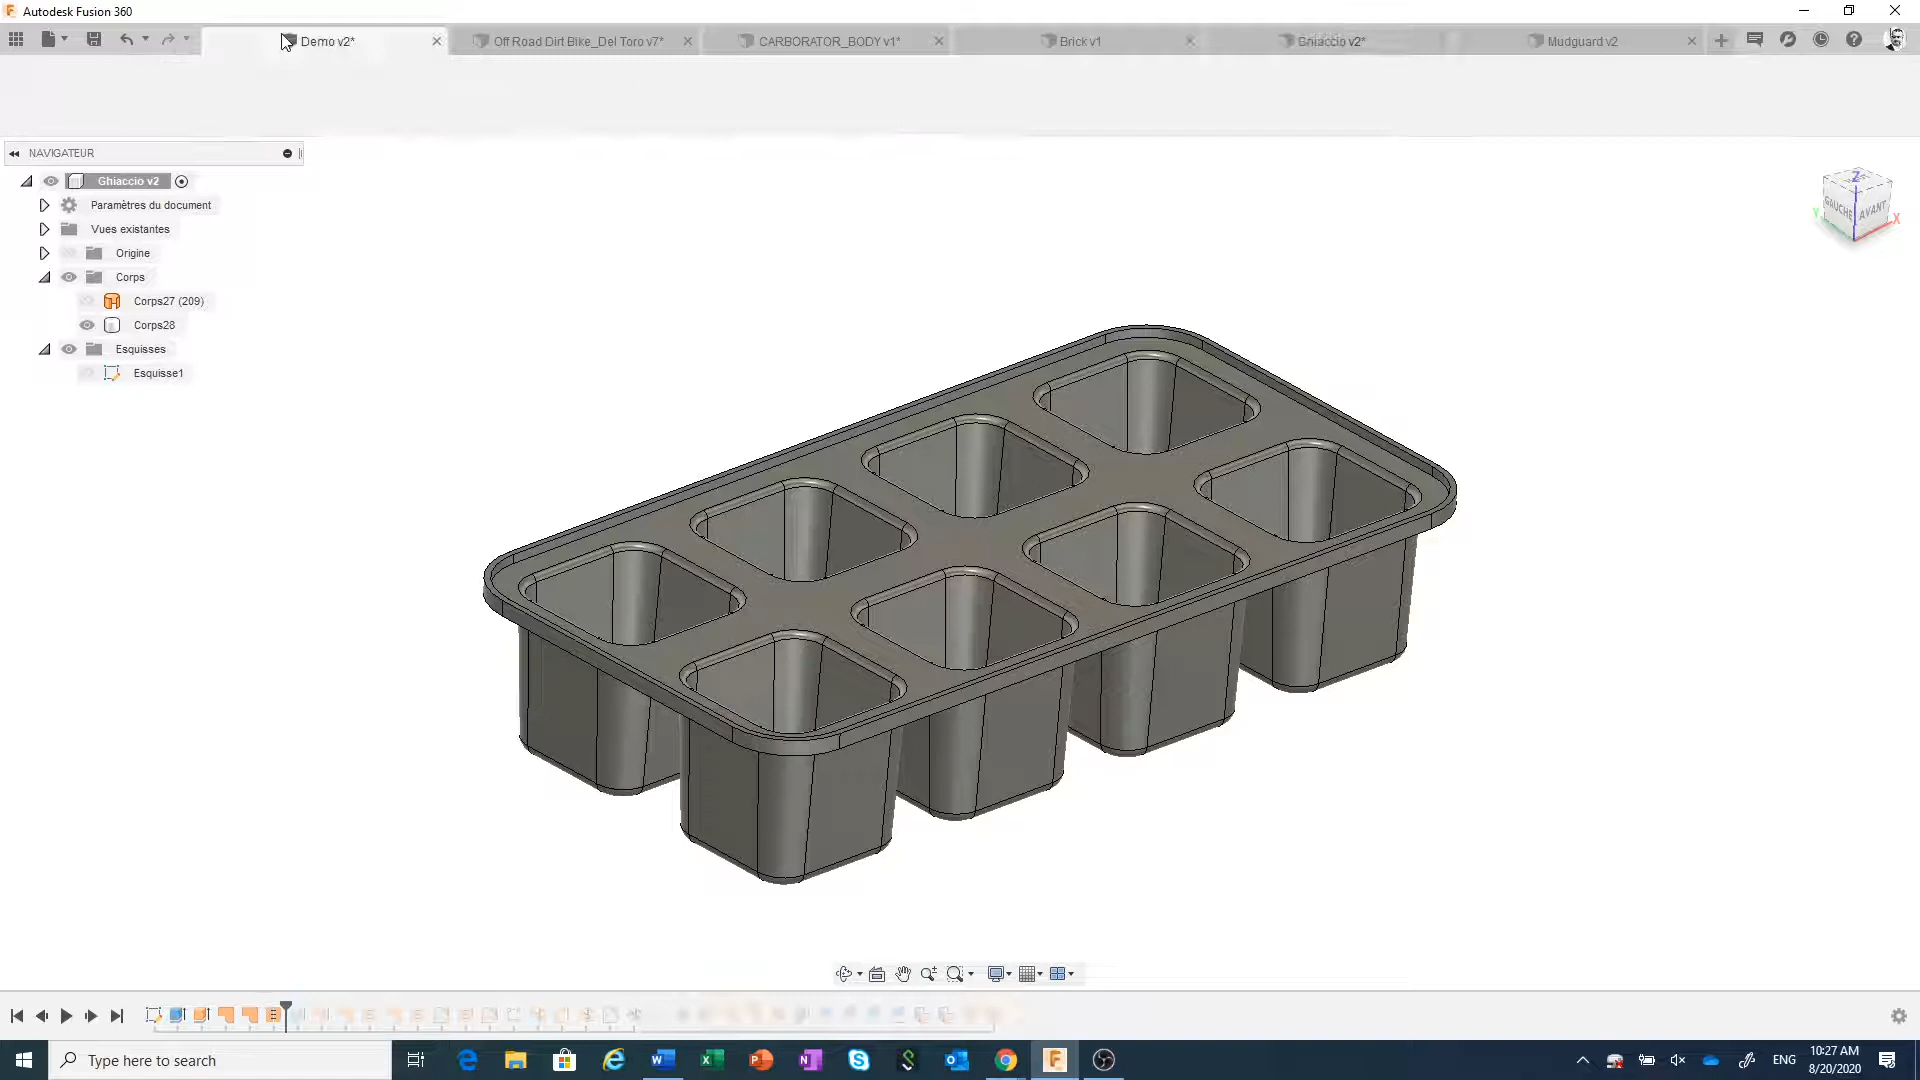 Autodesk Fusion 360
Demo v2*
Off Road Dirt Bike_Del Toro v7*
CARBORATOR_BODY v1*
Brick v1
Ghiaccio v2*
Mudguard v2
NAVIGATEUR
Ghiaccio v2
Paramètres du document
Vues existantes
Origine
Corps
Corps27 (209)
Corps28
Esquisses
Esquisse1
Z
GAUCHE
AVANT
Y
X
Type here to search
ENG
10:27 AM
8/20/2020